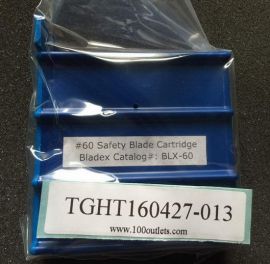 #60 Safety Blade Cartridge
Bladex Catalog#: BLX-60
TGHT160427-013
www.100outlets.com